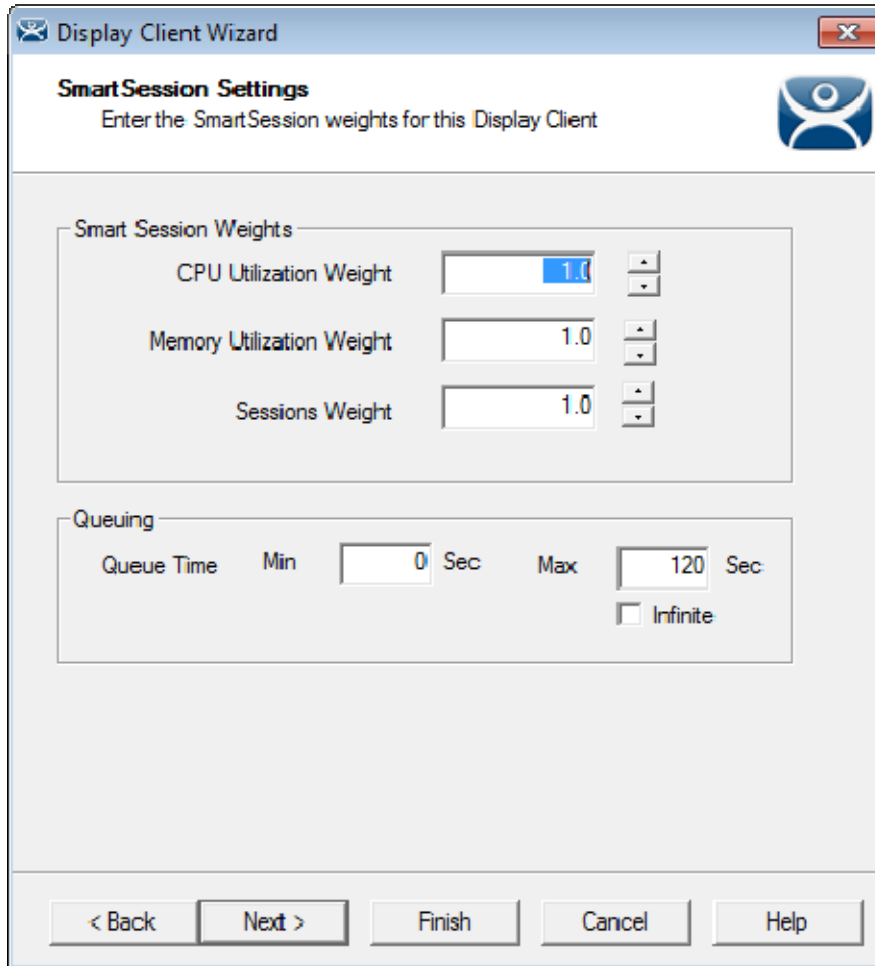 Display Client Wizard
SmartSession Settings
Enter the SmartSession weights for this Display Client
Smart Session Weights
CPU Utilization Weight 1.0
Memory Utilization Weight 1.0
Sessions Weight 1.0
Queuing
Queue Time Min 0 Sec Max 120 Sec
Infinite
< Back Next > Finish Cancel Help